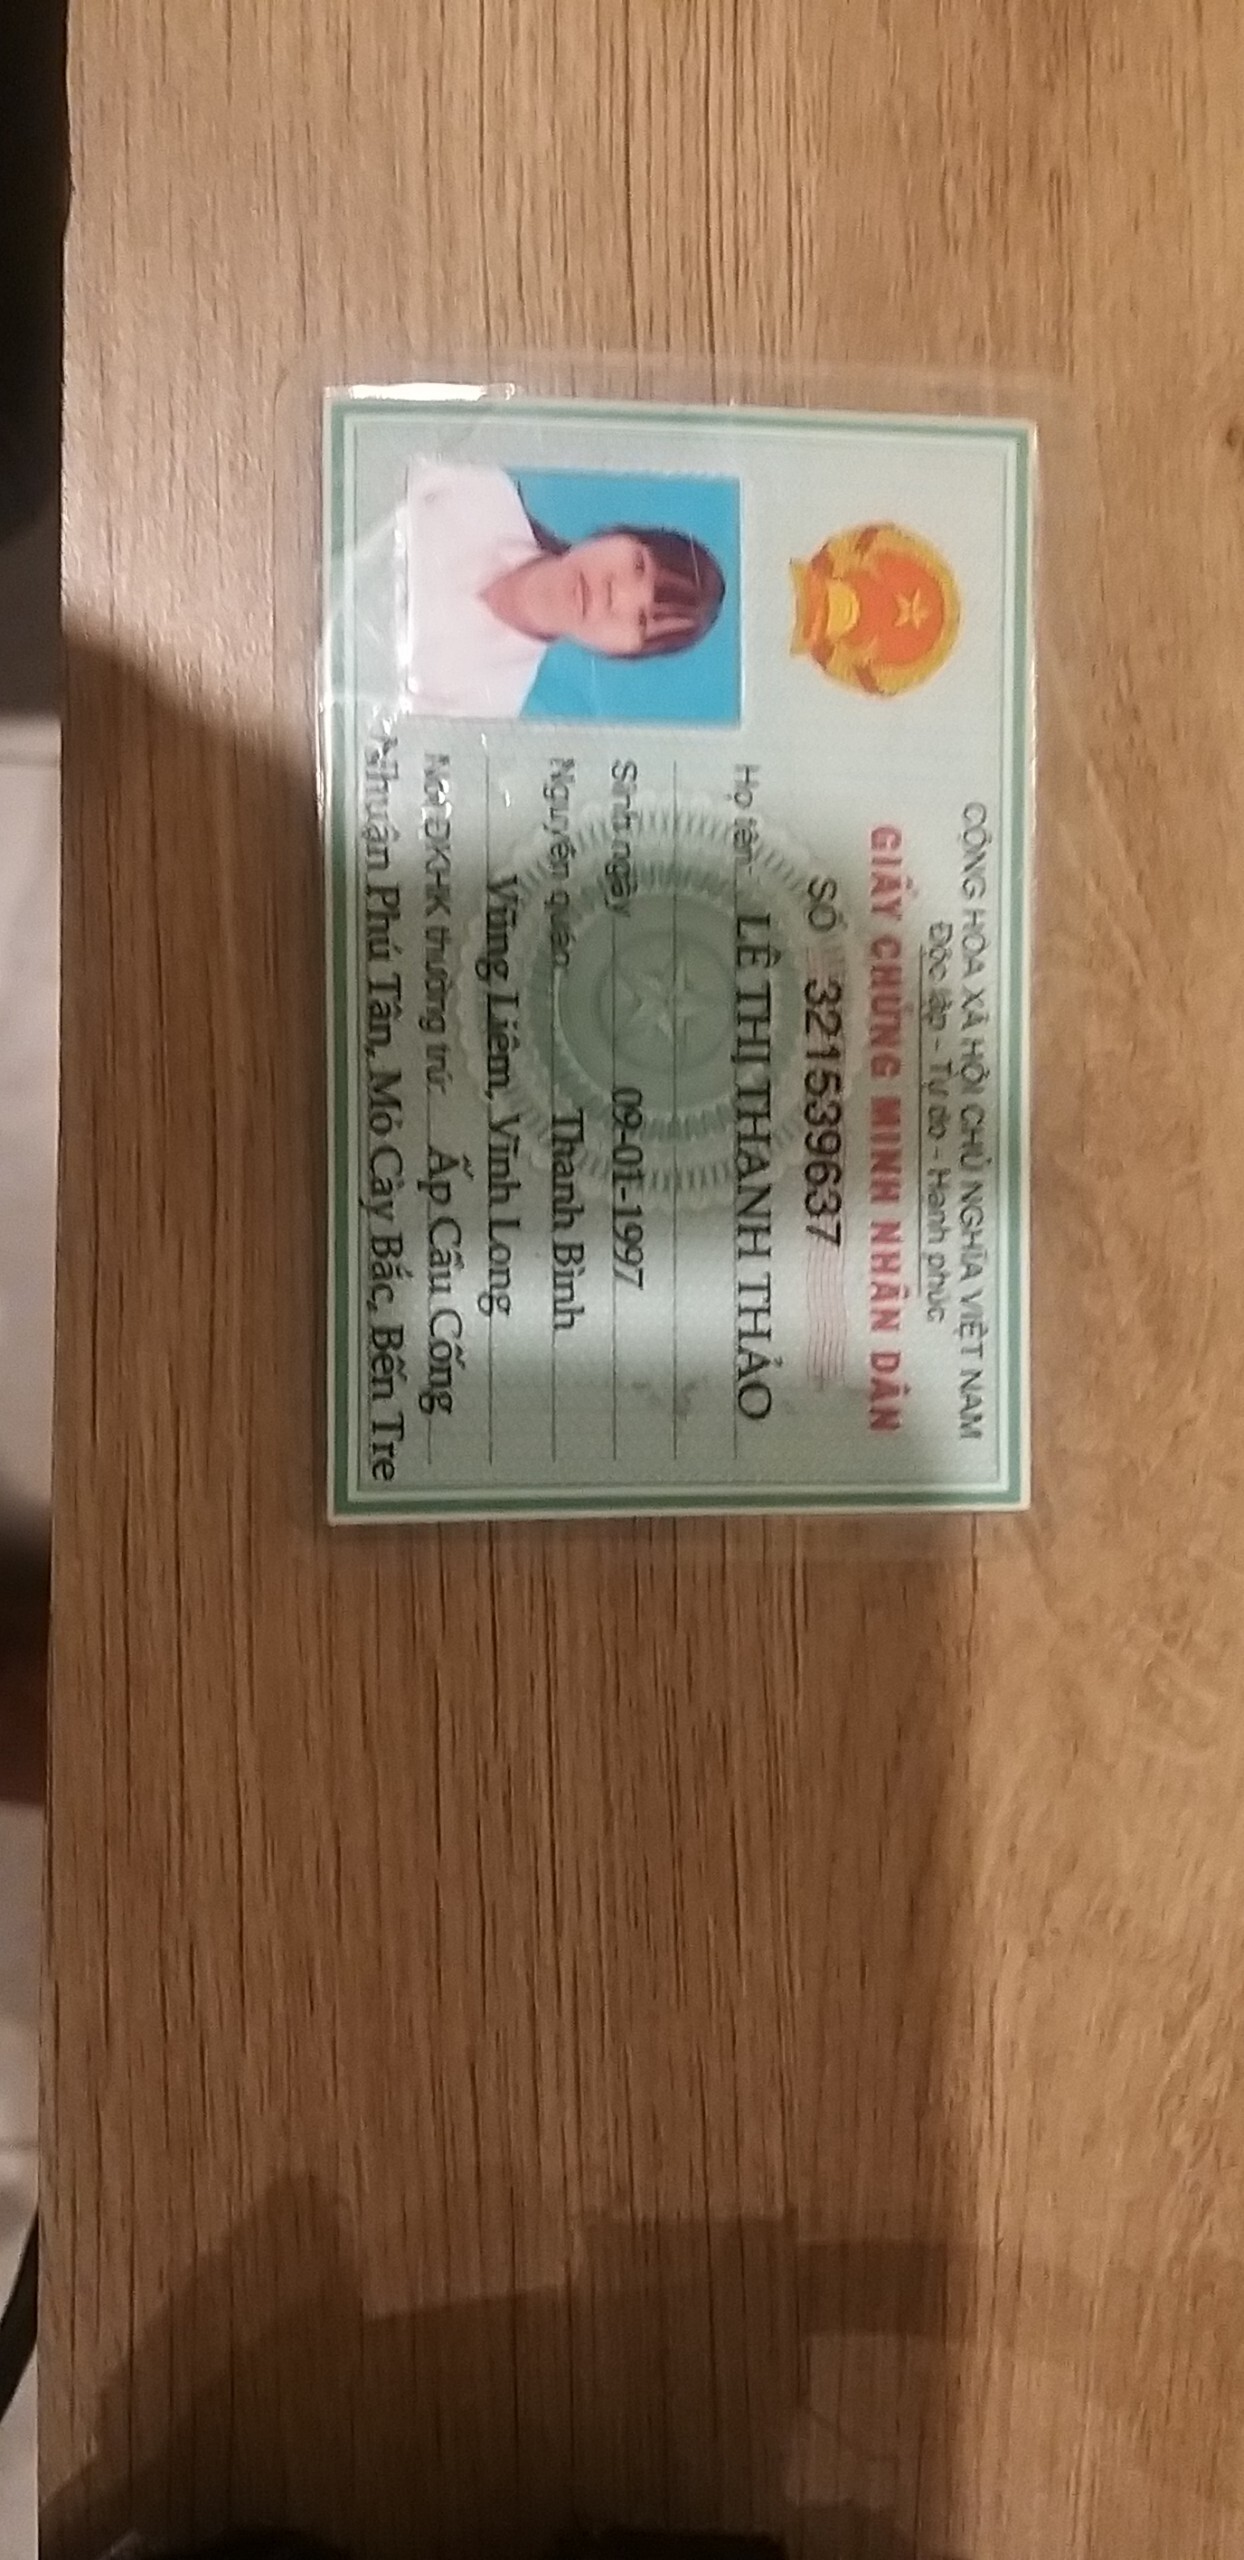 CỘNG HÒA XÃ HỘI CHỦ NGHĨA VIỆT NAM
Độc lập - Tự do - Hạnh phúc
GIẤY CHỨNG MINH NHÂN DÂN
SỐ 321539637
Họ tên: LÊ THỊ THANH THẢO
Sinh ngày 09-01-1997
Nguyên quán Thanh Bình
Vũng Liêm, Vĩnh Long
Nơi ĐKHK thường trú: Ấp Cầu Cống
Nhuận Phú Tân, Mỏ Cày Bắc, Bến Tre